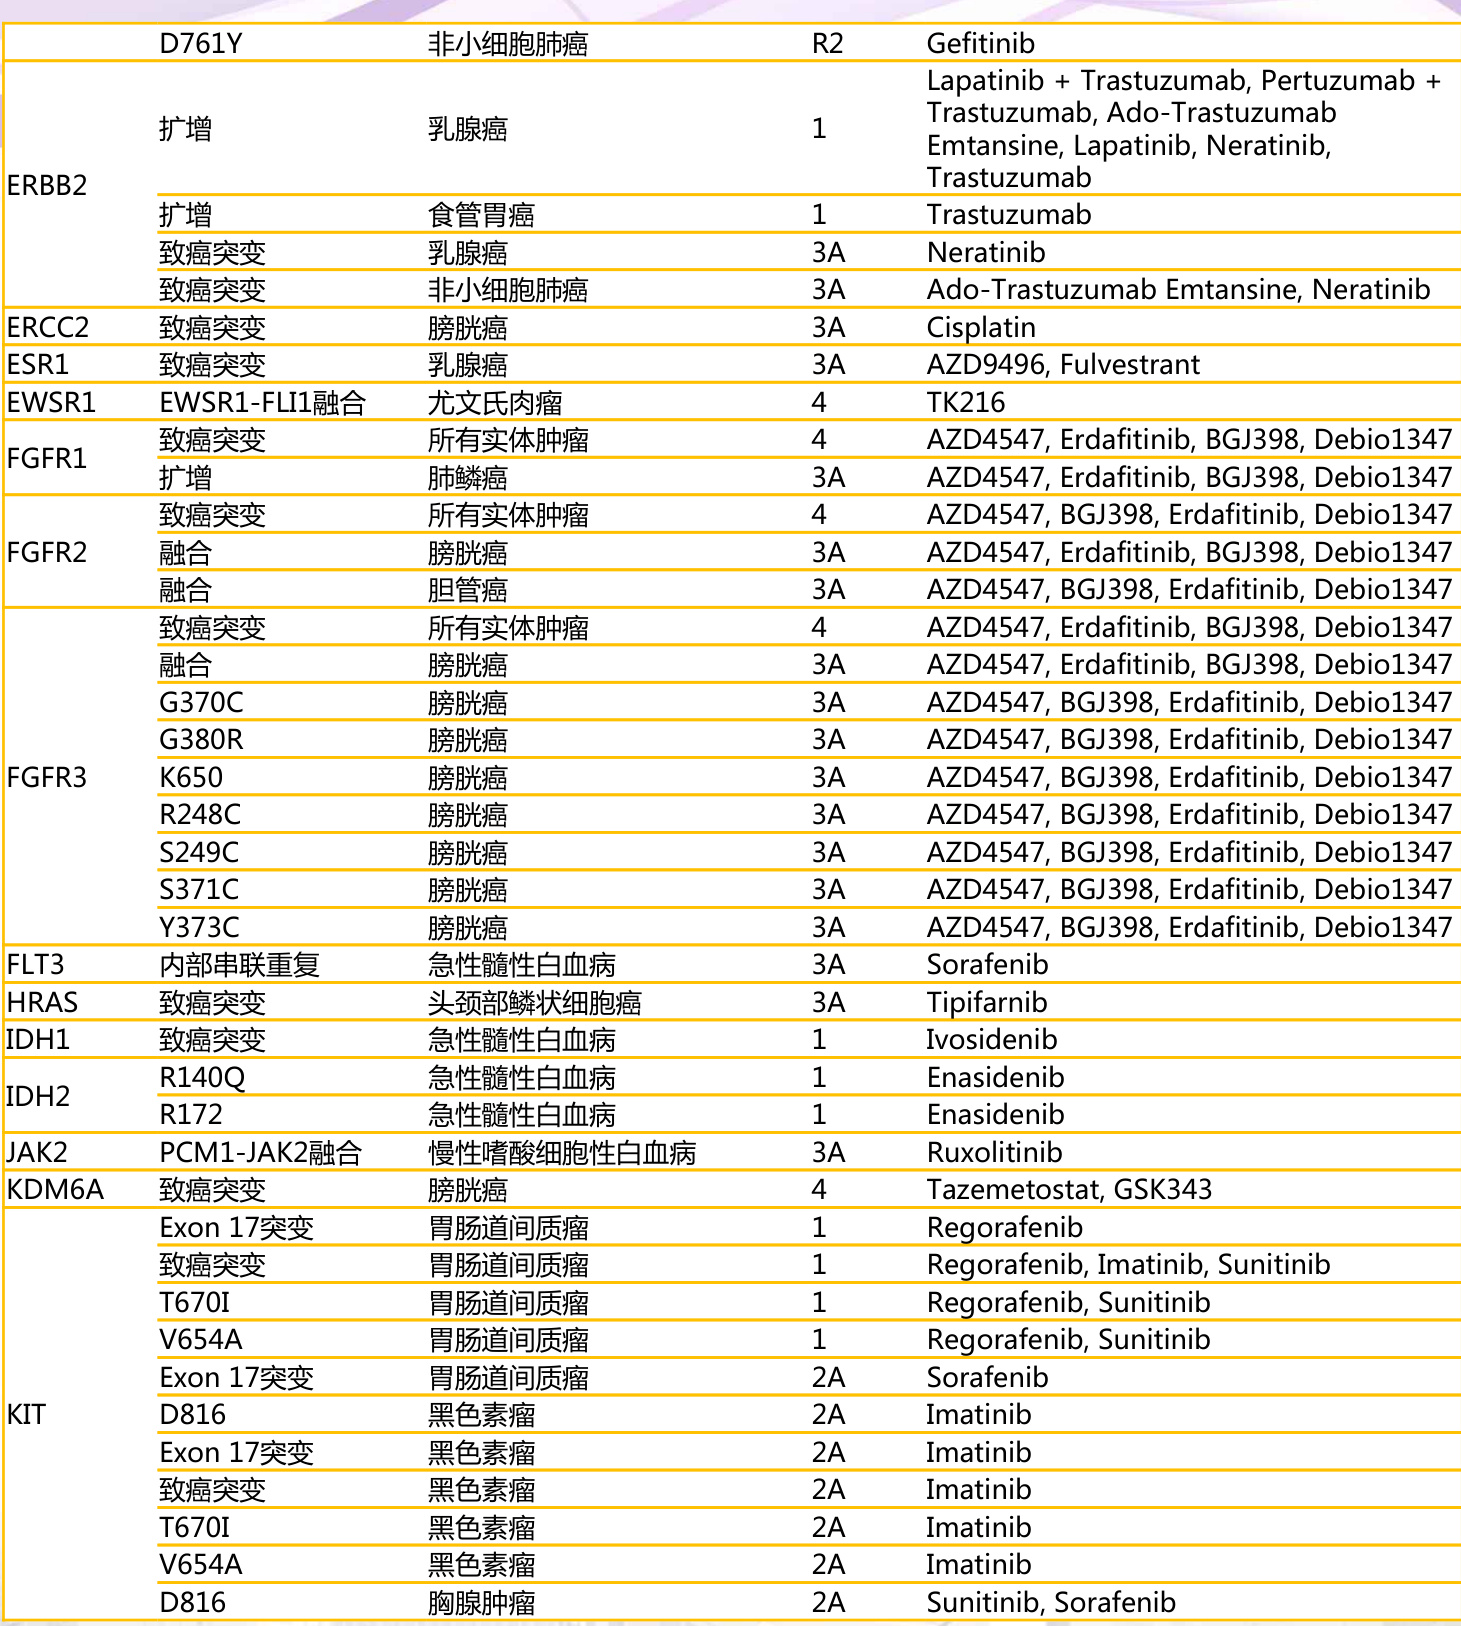 D761Y 非小细胞肺癌 R2 Gefitinib
ERBB2 扩增 乳腺癌 1 Lapatinib + Trastuzumab, Pertuzumab +
Trastuzumab, Ado-Trastuzumab
Emtansine, Lapatinib, Neratinib,
Trastuzumab
扩增 食管胃癌 1 Trastuzumab
致癌突变 乳腺癌 3A Neratinib
致癌突变 非小细胞肺癌 3A Ado-Trastuzumab Emtansine, Neratinib
ERCC2 致癌突变 膀胱癌 3A Cisplatin
ESR1 致癌突变 乳腺癌 3A AZD9496, Fulvestrant
EWSR1 EWSR1-FLI1融合 尤文氏肉瘤 4 TK216
FGFR1 致癌突变 所有实体肿瘤 4 AZD4547, Erdafitinib, BGJ398, Debio1347
扩增 肺鳞癌 3A AZD4547, Erdafitinib, BGJ398, Debio1347
FGFR2 致癌突变 所有实体肿瘤 4 AZD4547, BGJ398, Erdafitinib, Debio1347
融合 膀胱癌 3A AZD4547, Erdafitinib, BGJ398, Debio1347
融合 胆管癌 3A AZD4547, BGJ398, Erdafitinib, Debio1347
FGFR3 致癌突变 所有实体肿瘤 4 AZD4547, Erdafitinib, BGJ398, Debio1347
融合 膀胱癌 3A AZD4547, Erdafitinib, BGJ398, Debio1347
G370C 膀胱癌 3A AZD4547, BGJ398, Erdafitinib, Debio1347
G380R 膀胱癌 3A AZD4547, BGJ398, Erdafitinib, Debio1347
K650 膀胱癌 3A AZD4547, BGJ398, Erdafitinib, Debio1347
R248C 膀胱癌 3A AZD4547, BGJ398, Erdafitinib, Debio1347
S249C 膀胱癌 3A AZD4547, BGJ398, Erdafitinib, Debio1347
S371C 膀胱癌 3A AZD4547, BGJ398, Erdafitinib, Debio1347
Y373C 膀胱癌 3A AZD4547, BGJ398, Erdafitinib, Debio1347
FLT3 内部串联重复 急性髓性白血病 3A Sorafenib
HRAS 致癌突变 头颈部鳞状细胞癌 3A Tipifarnib
IDH1 致癌突变 急性髓性白血病 1 Ivosidenib
IDH2 R140Q 急性髓性白血病 1 Enasidenib
R172 急性髓性白血病 1 Enasidenib
JAK2 PCM1-JAK2融合 慢性嗜酸细胞性白血病 3A Ruxolitinib
KDM6A 致癌突变 膀胱癌 4 Tazemetostat, GSK343
KIT Exon 17突变 胃肠道间质瘤 1 Regorafenib
致癌突变 胃肠道间质瘤 1 Regorafenib, Imatinib, Sunitinib
T670I 胃肠道间质瘤 1 Regorafenib, Sunitinib
V654A 胃肠道间质瘤 1 Regorafenib, Sunitinib
Exon 17突变 胃肠道间质瘤 2A Sorafenib
D816 黑色素瘤 2A Imatinib
Exon 17突变 黑色素瘤 2A Imatinib
致癌突变 黑色素瘤 2A Imatinib
T670I 黑色素瘤 2A Imatinib
V654A 黑色素瘤 2A Imatinib
D816 胸腺肿瘤 2A Sunitinib, Sorafenib